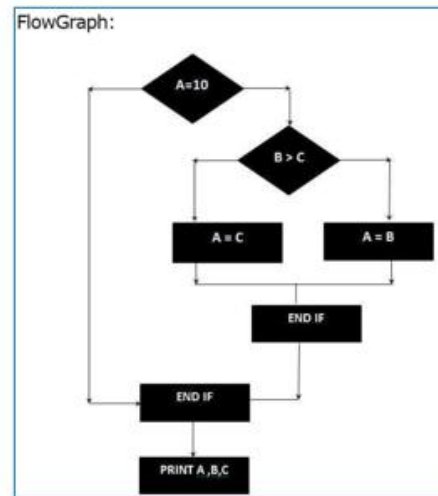 FlowGraph:
A=10
B > C
A = C
A = B
END IF
END IF
PRINT A ,B,C